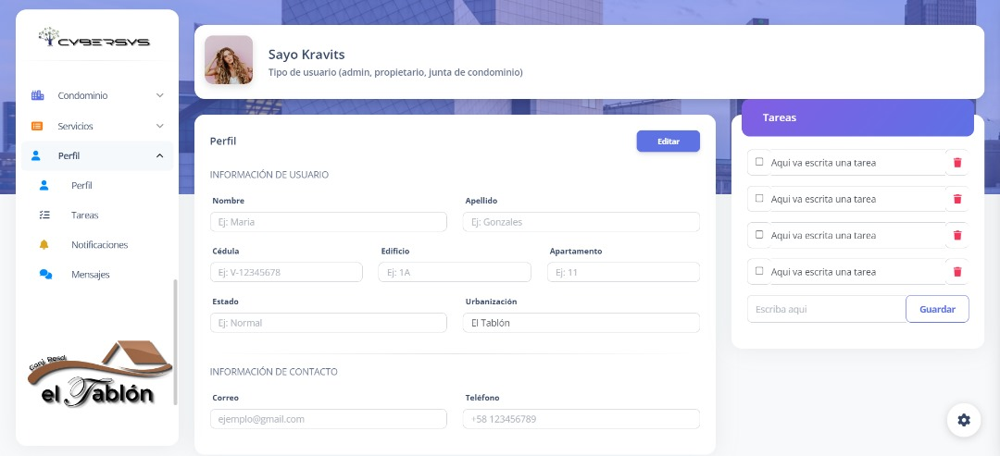 CYBERSYS
Condominio
Servicios
Perfil
Perfil
Tareas
Notificaciones
Mensajes
Conj. Resd.
el Tablón
Sayo Kravits
Tipo de usuario (admin, propietario, junta de condominio)
Perfil
Editar
INFORMACIÓN DE USUARIO
Nombre
Apellido
Ej: Maria
Ej: Gonzales
Cédula
Edificio
Apartamento
Ej: V-12345678
Ej: 1A
Ej: 11
Estado
Urbanización
Ej: Normal
El Tablón
INFORMACIÓN DE CONTACTO
Correo
Teléfono
ejemplo@gmail.com
+58 123456789
Tareas
Aqui va escrita una tarea
Aqui va escrita una tarea
Aqui va escrita una tarea
Aqui va escrita una tarea
Escriba aqui
Guardar